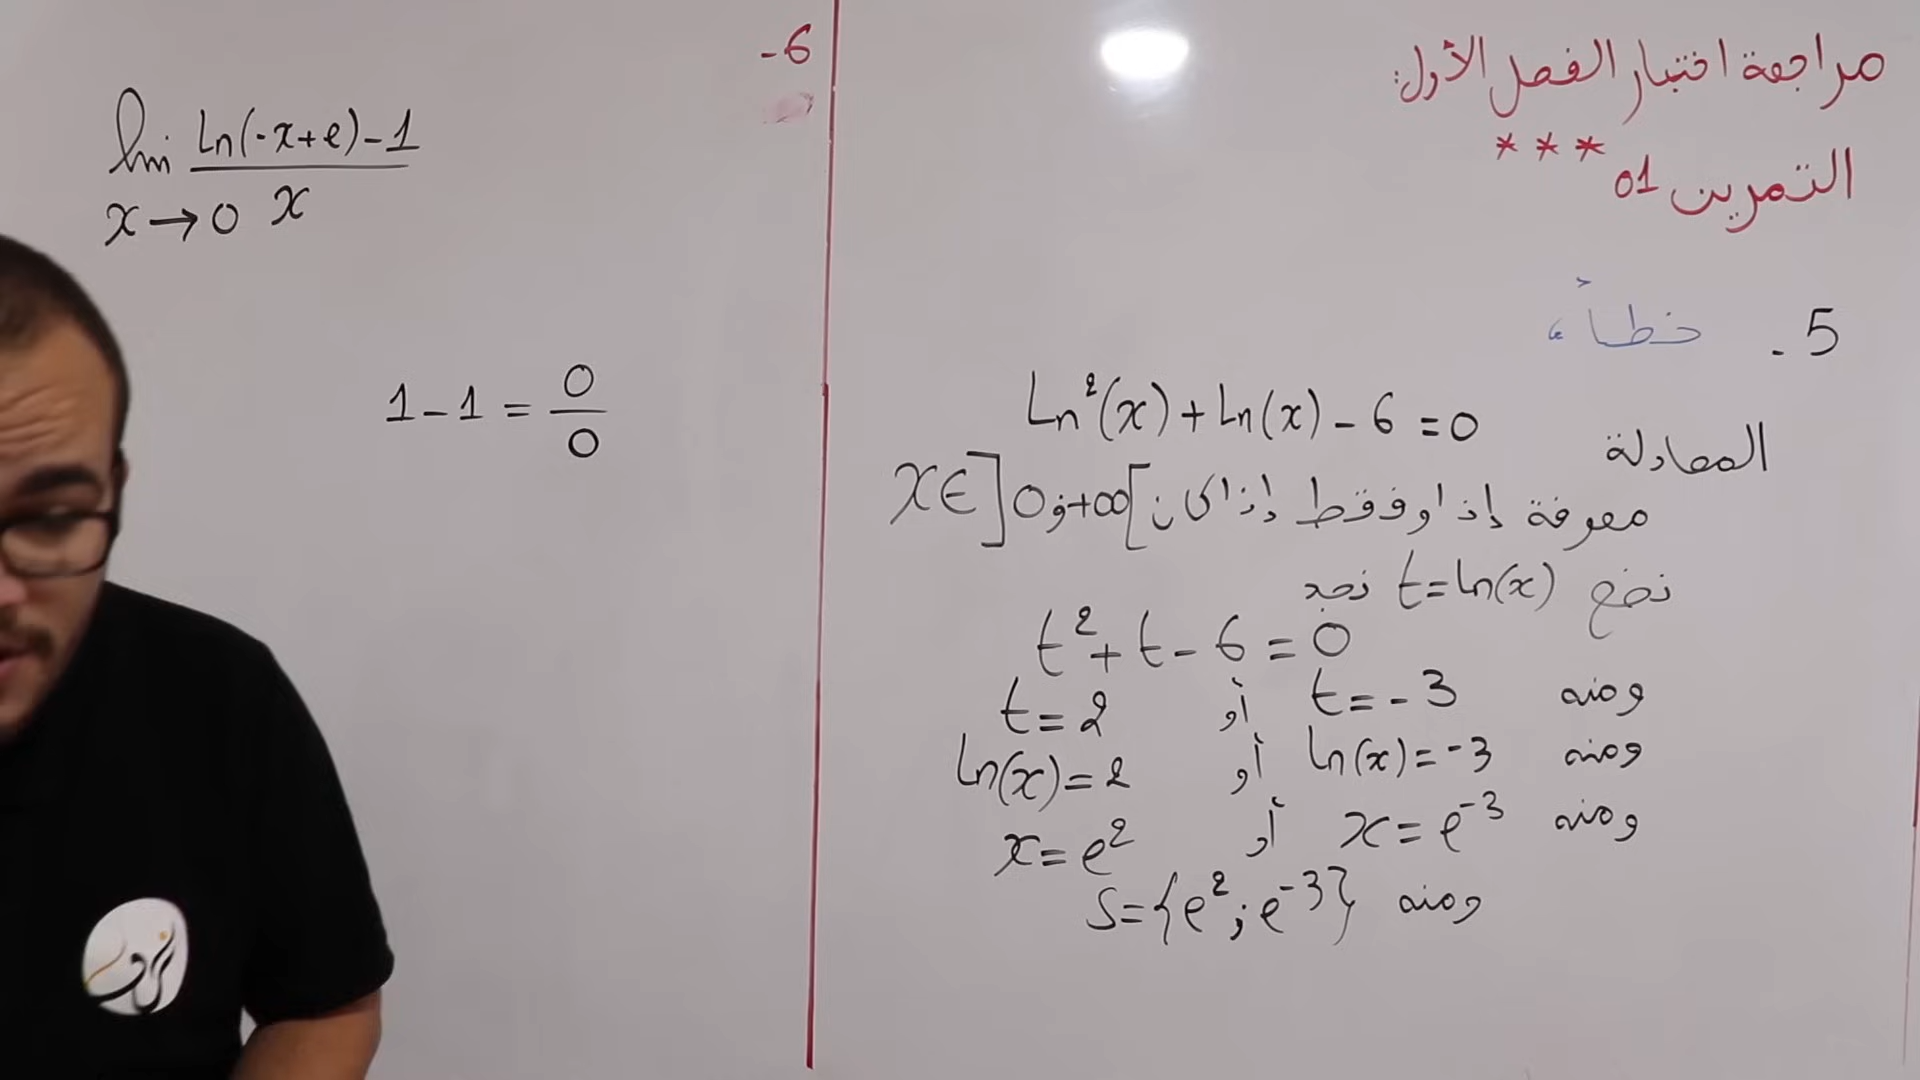 مراجعة اختبار الفصل الأول:
التمرين 01 ***
5 - خطأ،
المعادلة Ln²(x) + Ln(x) - 6 = 0
معرفة إذا وفقط إذا كان x ∈ ]0;+∞[
نضع t = ln(x) نجد
t² + t - 6 = 0
ومنه t = -3 أو t = 2
ومنه ln(x) = -3 أو ln(x) = 2
ومنه x = e⁻³ أو x = e²
ومنه S = {e² ; e⁻³}
6 -
lim x→0 (Ln(-x+e) - 1) / x
1 - 1 = 0/0